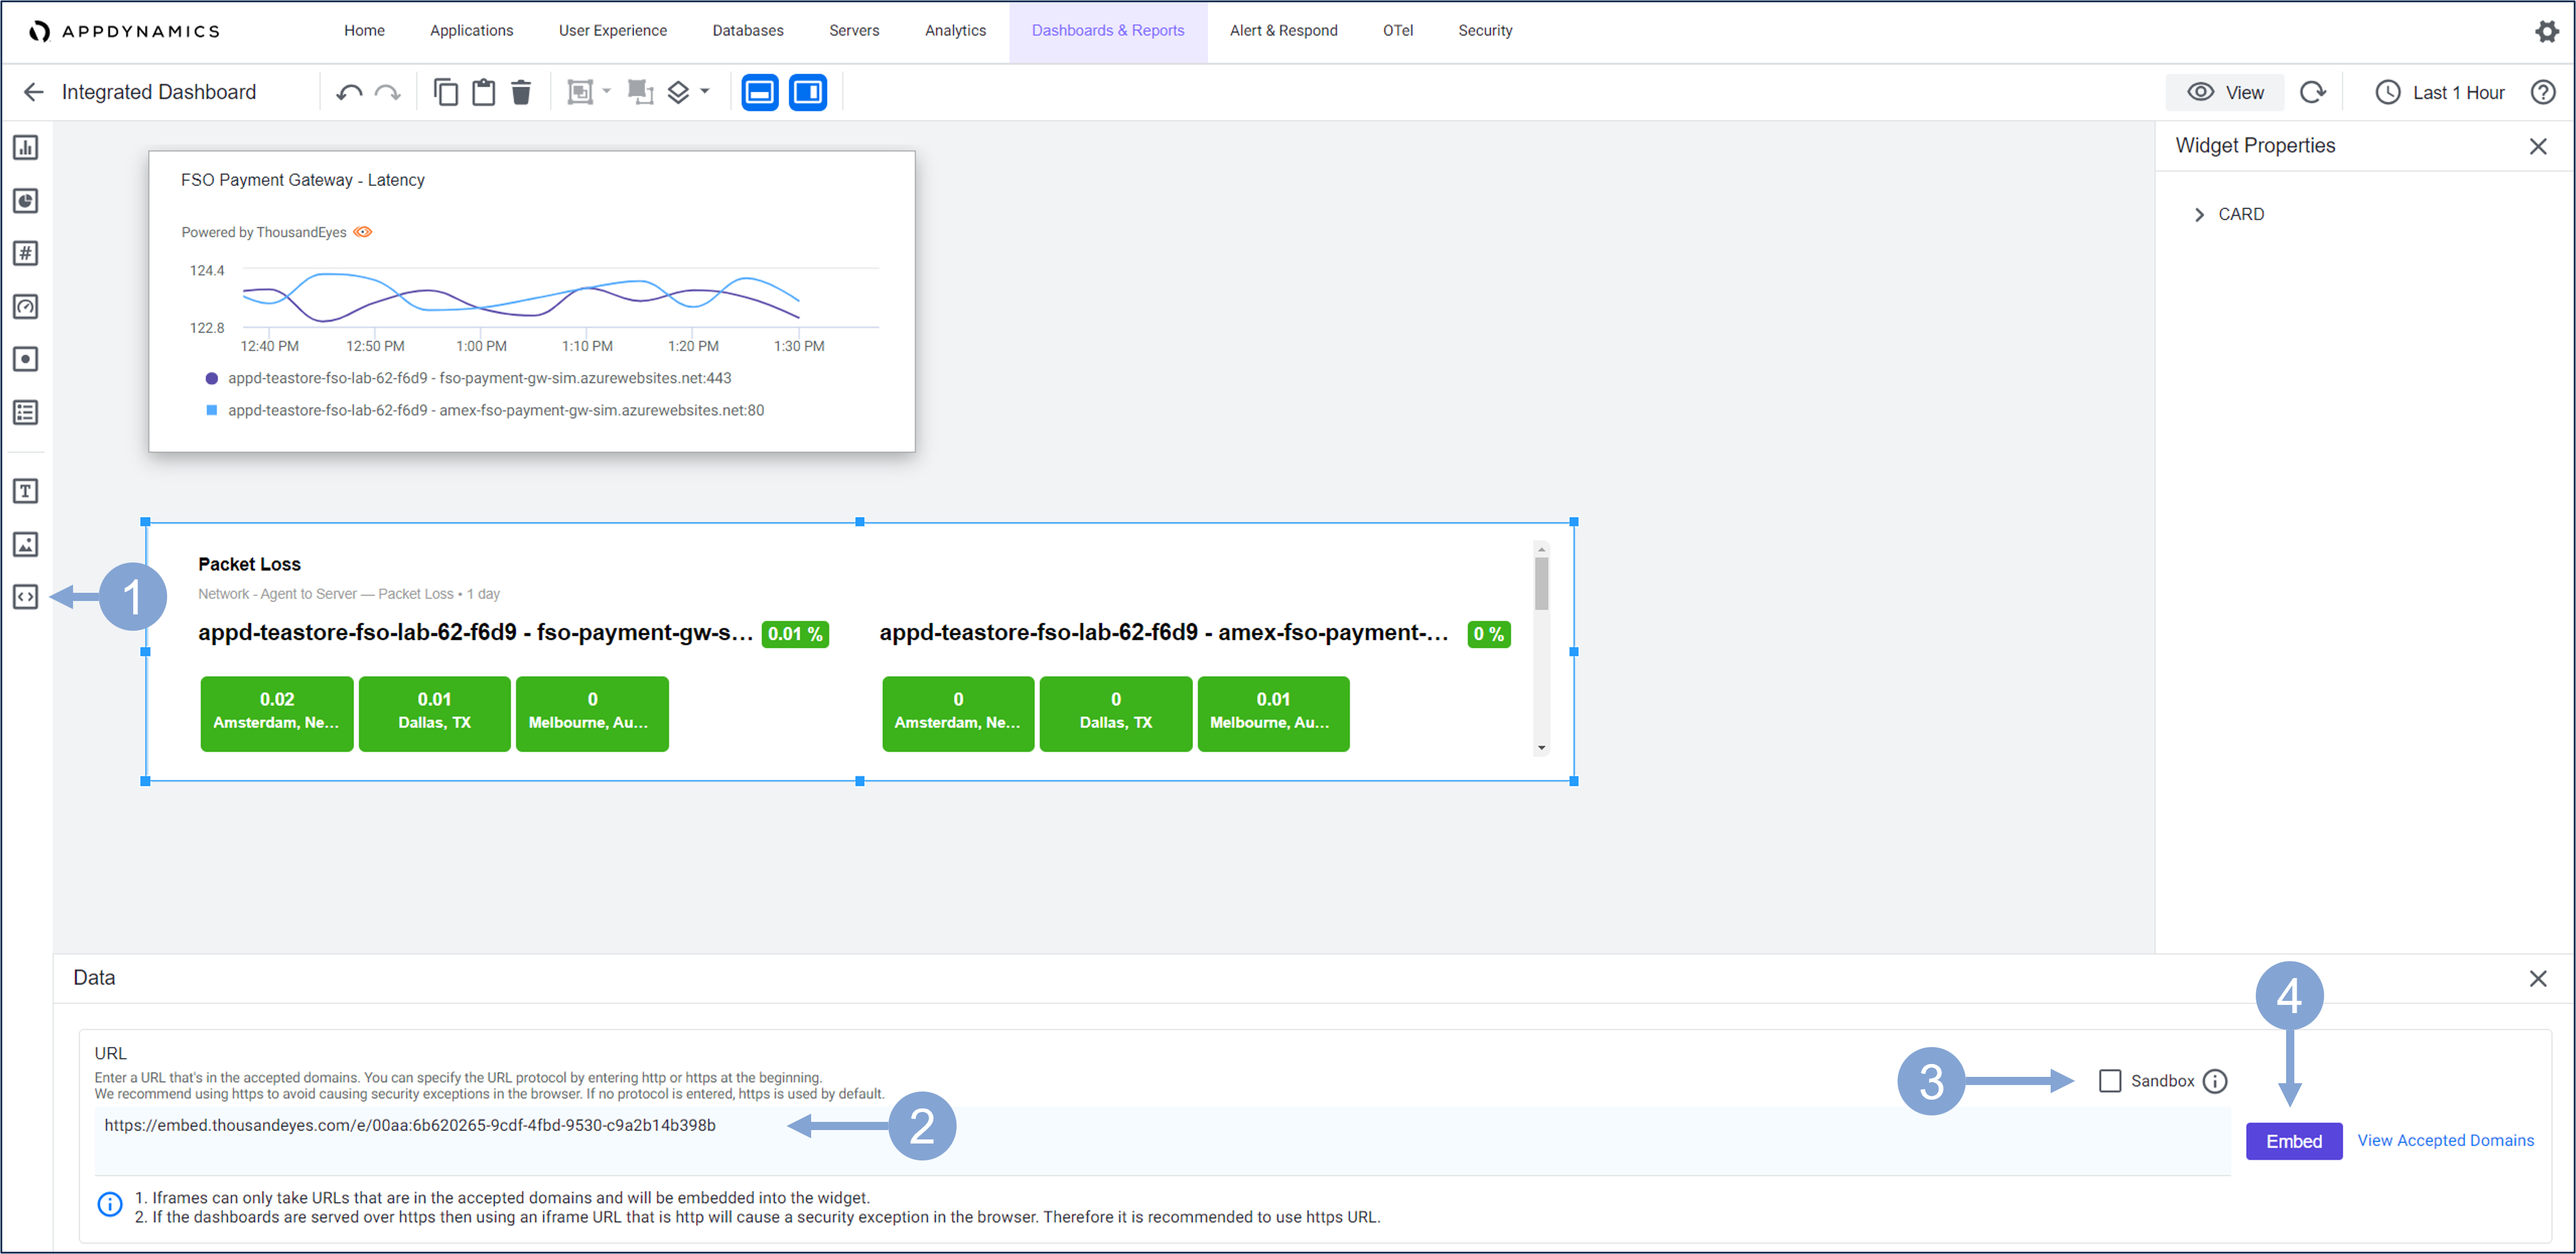 APPDYNAMICS Home Applications User Experience Databases Servers Analytics Dashboards & Reports Alert & Respond OTel Security
Integrated Dashboard View Last 1 Hour
Widget Properties
CARD
FSO Payment Gateway - Latency
Powered by ThousandEyes
124.4
122.8
12:40 PM 12:50 PM 1:00 PM 1:10 PM 1:20 PM 1:30 PM
appd-teastore-fso-lab-62-f6d9 - fso-payment-gw-sim.azurewebsites.net:443
appd-teastore-fso-lab-62-f6d9 - amex-fso-payment-gw-sim.azurewebsites.net:80
1
Packet Loss
Network - Agent to Server — Packet Loss • 1 day
appd-teastore-fso-lab-62-f6d9 - fso-payment-gw-s... 0.01 % appd-teastore-fso-lab-62-f6d9 - amex-fso-payment-... 0 %
0.02 0.01 0 0 0 0.01
Amsterdam, Ne... Dallas, TX Melbourne, Au... Amsterdam, Ne... Dallas, TX Melbourne, Au...
Data
4
URL
Enter a URL that's in the accepted domains. You can specify the URL protocol by entering http or https at the beginning.
We recommend using https to avoid causing security exceptions in the browser. If no protocol is entered, https is used by default.
3 Sandbox
https://embed.thousandeyes.com/e/00aa:6b620265-9cdf-4fbd-9530-c9a2b14b398b 2
Embed View Accepted Domains
1. Iframes can only take URLs that are in the accepted domains and will be embedded into the widget.
2. If the dashboards are served over https then using an iframe URL that is http will cause a security exception in the browser. Therefore it is recommended to use https URL.